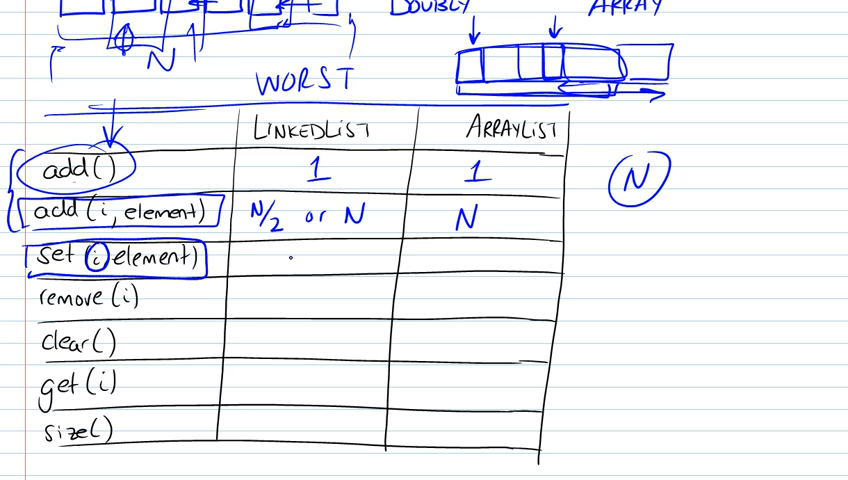 DOUBLY ARRAY
N
WORST
LINKEDLIST ARRAYLIST
add() 1 1 N
add (i, element) N/2 or N N
set (i element)
remove (i)
clear()
get (i)
size()